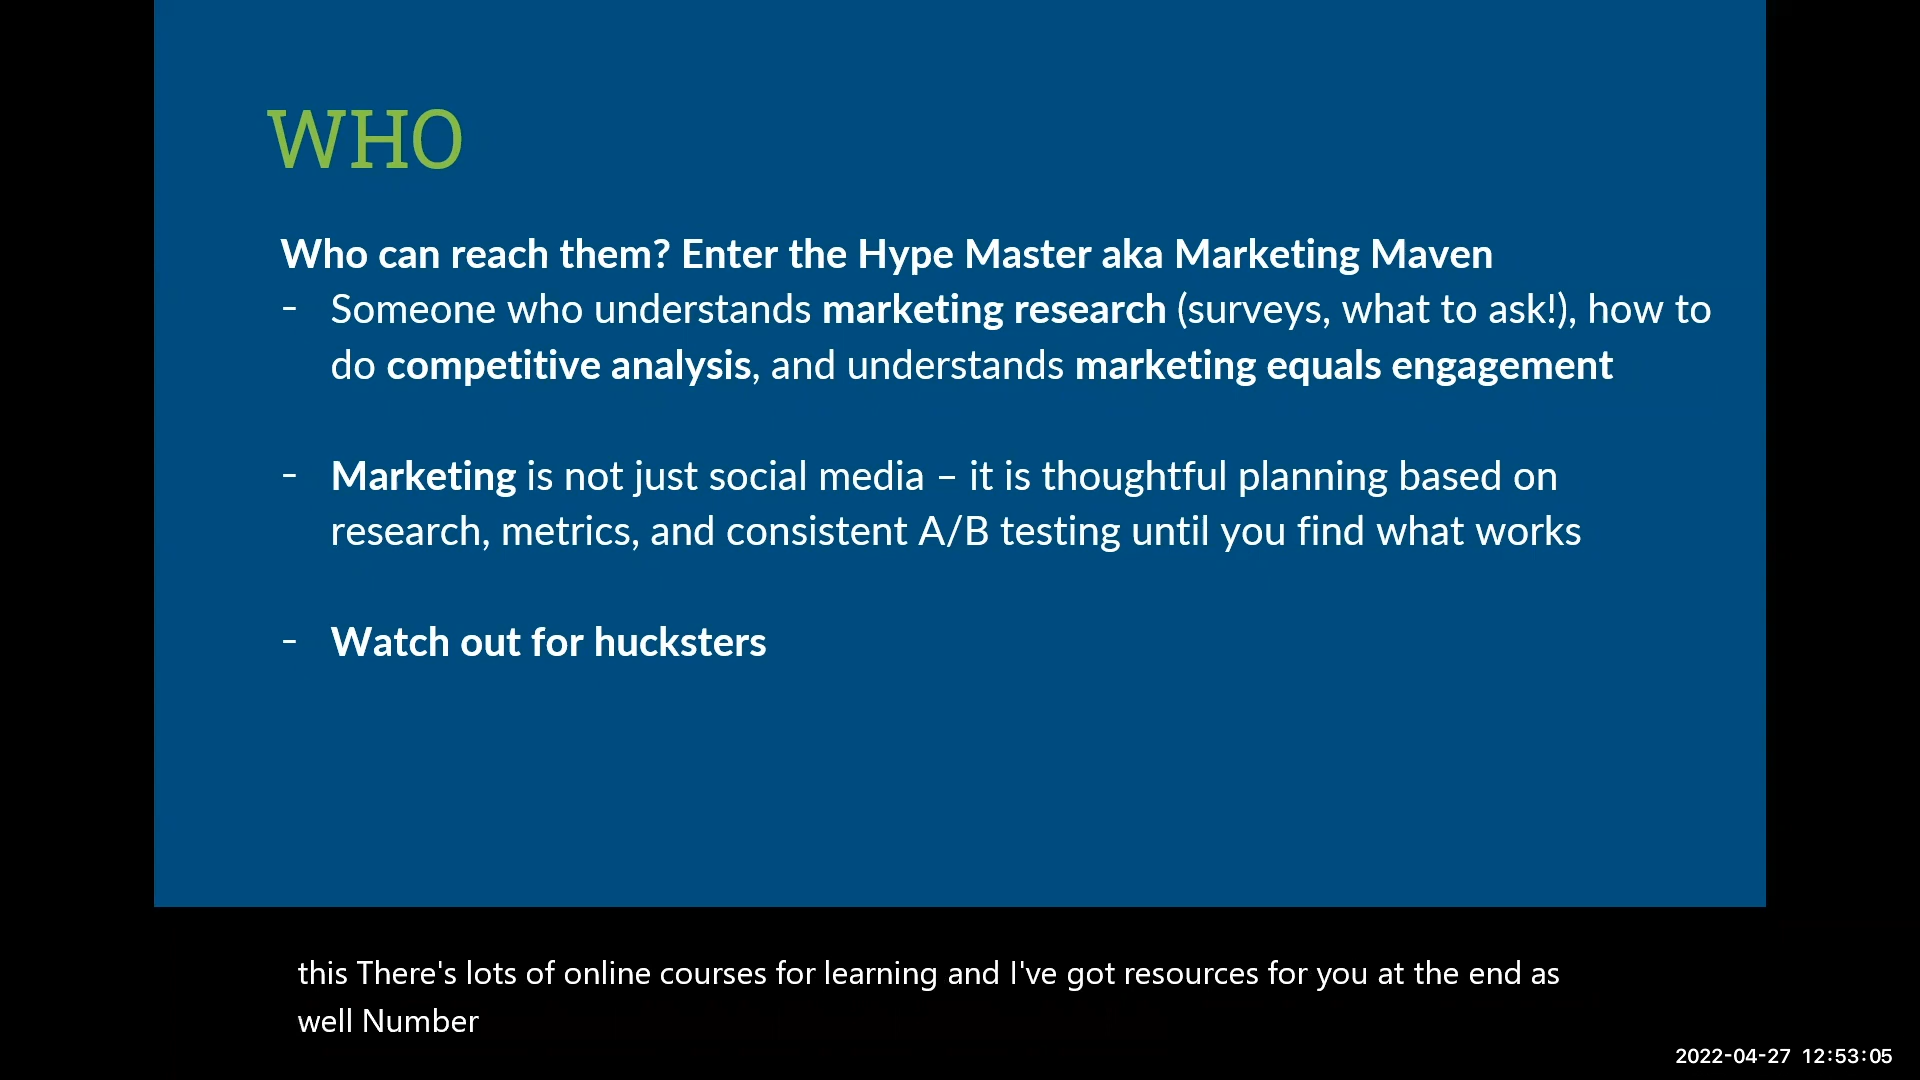 WHO
Who can reach them? Enter the Hype Master aka Marketing Maven
- Someone who understands marketing research (surveys, what to ask!), how to
do competitive analysis, and understands marketing equals engagement
- Marketing is not just social media – it is thoughtful planning based on
research, metrics, and consistent A/B testing until you find what works
- Watch out for hucksters
this There's lots of online courses for learning and I've got resources for you at the end as
well Number
2022-04-27 12:53:05